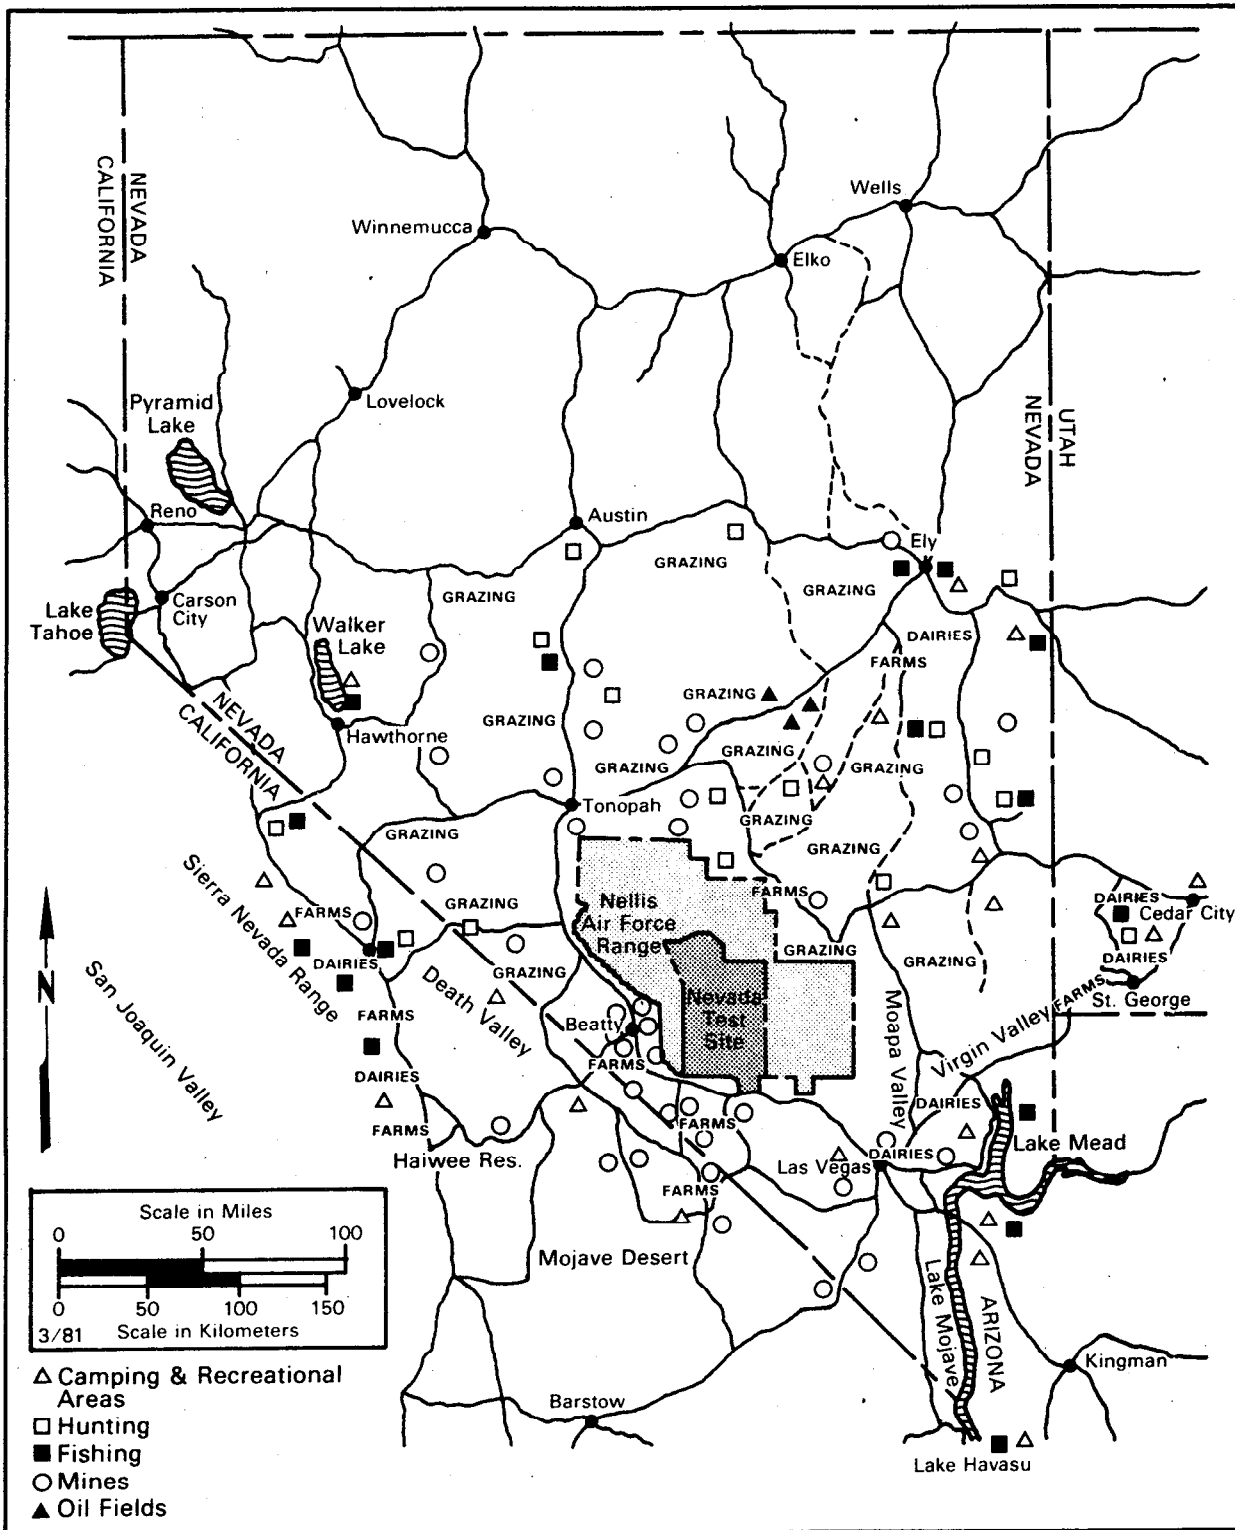 NEVADA
CALIFORNIA
Wells
Winnemucca
Elko
Lovelock
Pyramid
Lake
UTAH
NEVADA
Reno
Austin
Ely
GRAZING
GRAZING
GRAZING
Carson
City
Lake
Tahoe
Walker
Lake
DAIRIES
FARMS
GRAZING
NEVADA
CALIFORNIA
GRAZING
Hawthorne
GRAZING
GRAZING
GRAZING
Tonopah
GRAZING
GRAZING
GRAZING
Sierra Nevada Range
FARMS
Nellis
Air Force
Range
GRAZING
DAIRIES
Cedar City
FARMS
GRAZING
DAIRIES
DAIRIES
GRAZING
GRAZING
N
San Joaquin Valley
Death Valley
FARMS
St. George
Nevada
Test
Site
Moapa Valley
Virgin Valley
FARMS
Beatty
FARMS
DAIRIES
DAIRIES
FARMS
FARMS
Lake Mead
Haiwee Res.
Las Vegas
DAIRIES
FARMS
Mojave Desert
Lake Mojave
ARIZONA
Kingman
Barstow
Lake Havasu
Scale in Miles
0 50 100
0 50 100 150
3/81 Scale in Kilometers
Camping & Recreational
Areas
Hunting
Fishing
Mines
Oil Fields